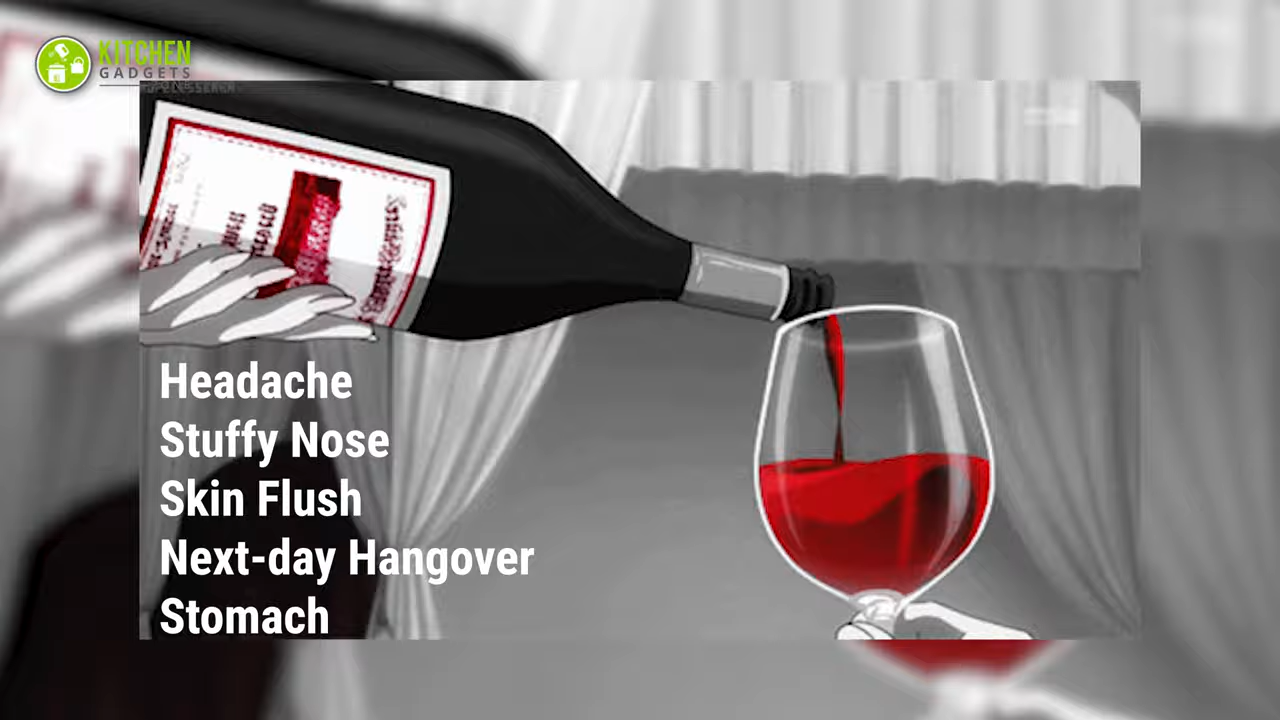 KITCHEN
GADGETS
Headache
Stuffy Nose
Skin Flush
Next-day Hangover
Stomach